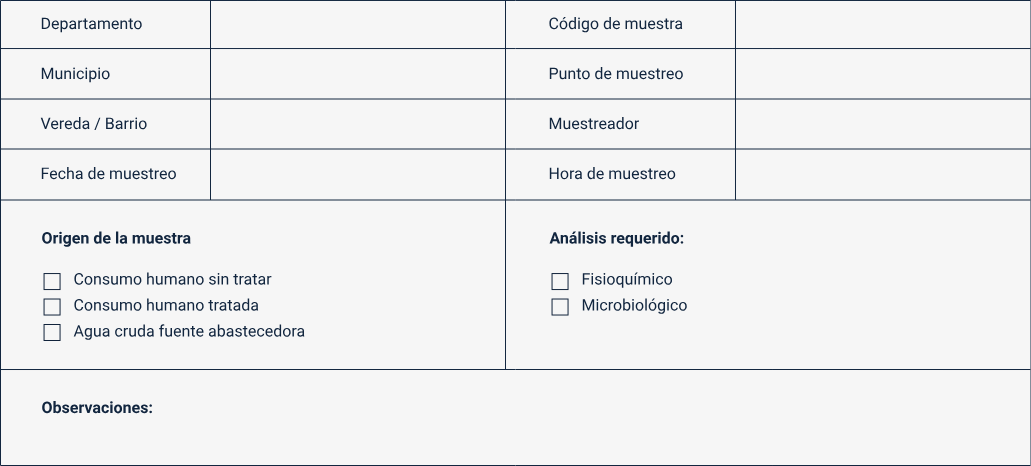 Departamento
Código de muestra
Municipio
Punto de muestreo
Vereda / Barrio
Muestreador
Fecha de muestreo
Hora de muestreo
Origen de la muestra
Consumo humano sin tratar
Consumo humano tratada
Agua cruda fuente abastecedora
Análisis requerido:
Fisioquímico
Microbiológico
Observaciones: